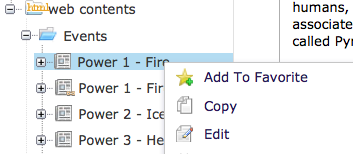 html web contents
humans,
associate
called Pyr
Events
Power 1 - Fire
Add To Favorite
Power 1 - Fir
Copy
Power 2 - Ice
Edit
Power 3 - He